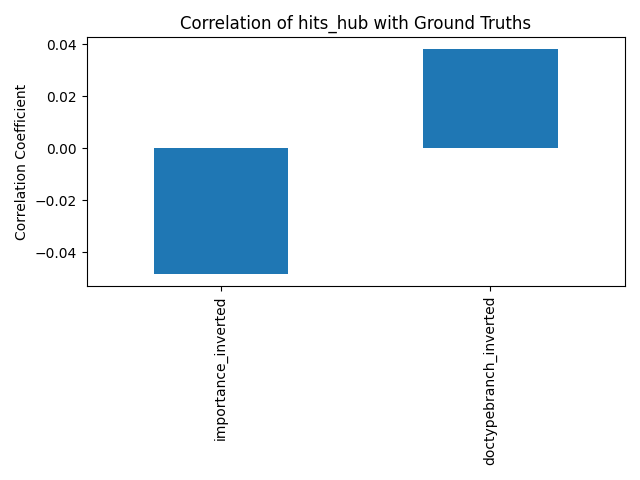 Correlation of hits_hub with Ground Truths
Correlation Coefficient
0.04
0.02
0.00
−0.02
−0.04
importance_inverted
doctypebranch_inverted